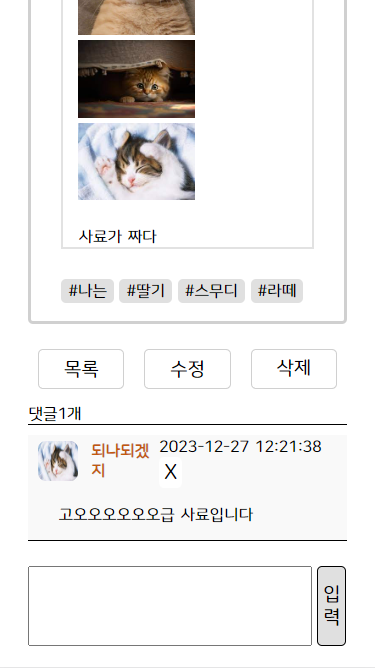 사료가 짜다
#나는 #딸기 #스무디 #라떼
목록 수정 삭제
댓글1개
되나되겠지 2023-12-27 12:21:38
X
고오오오오오오급 사료입니다
입력